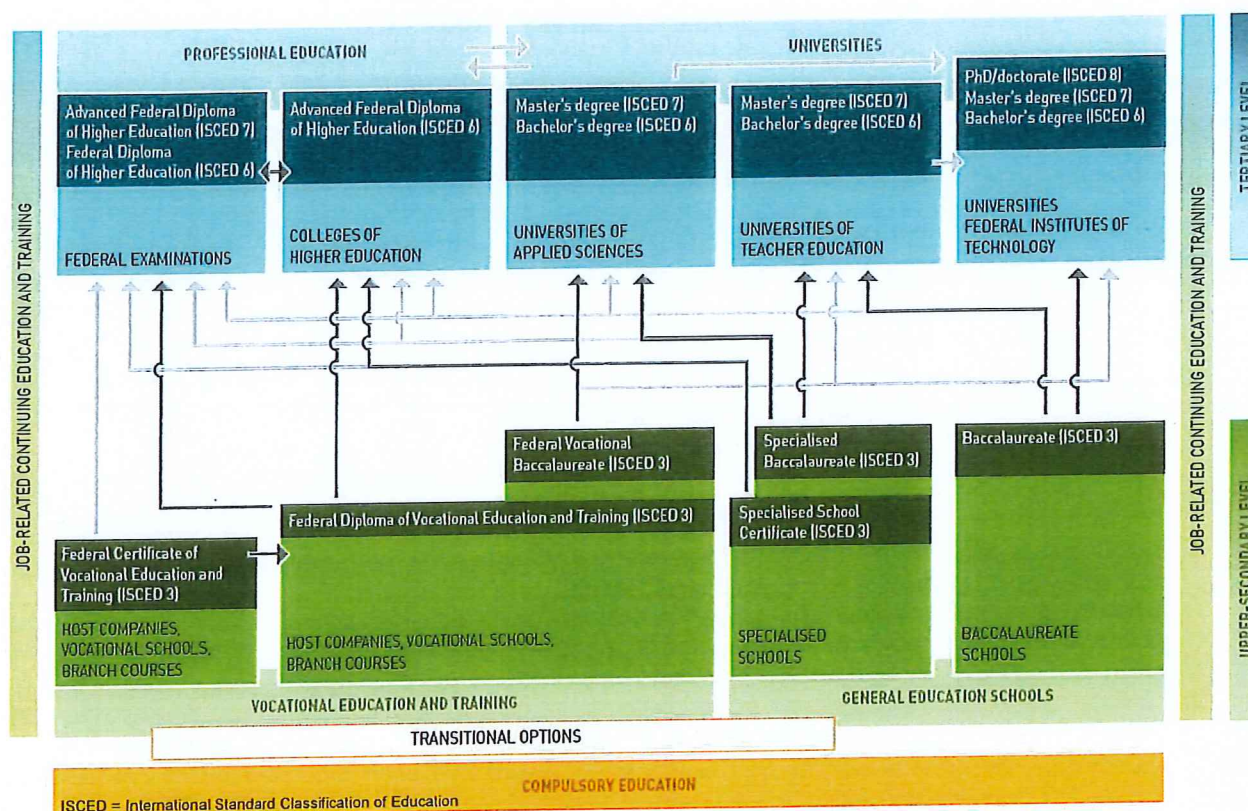 PROFESSIONAL EDUCATION
UNIVERSITIES
Advanced Federal Diploma
of Higher Education (ISCED 7)
Federal Diploma
of Higher Education (ISCED 6)
FEDERAL EXAMINATIONS
Advanced Federal Diploma
of Higher Education (ISCED 6)
COLLEGES OF
HIGHER EDUCATION
Master's degree (ISCED 7)
Bachelor's degree (ISCED 6)
UNIVERSITIES OF
APPLIED SCIENCES
Master's degree (ISCED 7)
Bachelor's degree (ISCED 6)
UNIVERSITIES OF
TEACHER EDUCATION
PhD/doctorate (ISCED 8)
Master's degree (ISCED 7)
Bachelor's degree (ISCED 6)
UNIVERSITIES
FEDERAL INSTITUTES OF
TECHNOLOGY
JOB-RELATED CONTINUING EDUCATION AND TRAINING
JOB-RELATED CONTINUING EDUCATION AND TRAINING
TERTIARY LEVEL
UPPER-SECONDARY LEVEL
Federal Vocational
Baccalaureate (ISCED 3)
Specialised
Baccalaureate (ISCED 3)
Baccalaureate (ISCED 3)
Federal Diploma of Vocational Education and Training (ISCED 3)
Specialised School
Certificate (ISCED 3)
Federal Certificate of
Vocational Education and
Training (ISCED 3)
HOST COMPANIES,
VOCATIONAL SCHOOLS,
BRANCH COURSES
HOST COMPANIES, VOCATIONAL SCHOOLS,
BRANCH COURSES
SPECIALISED
SCHOOLS
BACCALAUREATE
SCHOOLS
VOCATIONAL EDUCATION AND TRAINING
GENERAL EDUCATION SCHOOLS
TRANSITIONAL OPTIONS
COMPULSORY EDUCATION
ISCED = International Standard Classification of Education